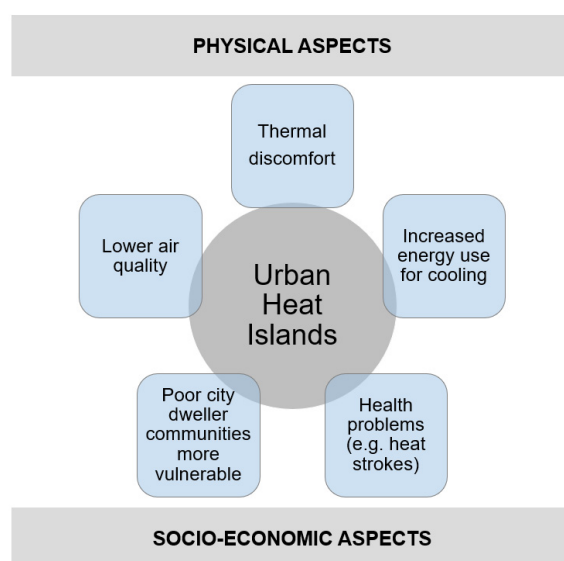 PHYSICAL ASPECTS
Thermal
discomfort
Lower air
quality
Increased
energy use
for cooling
Urban
Heat
Islands
Poor city
dweller
communities
more
vulnerable
Health
problems
(e.g. heat
strokes)
SOCIO-ECONOMIC ASPECTS